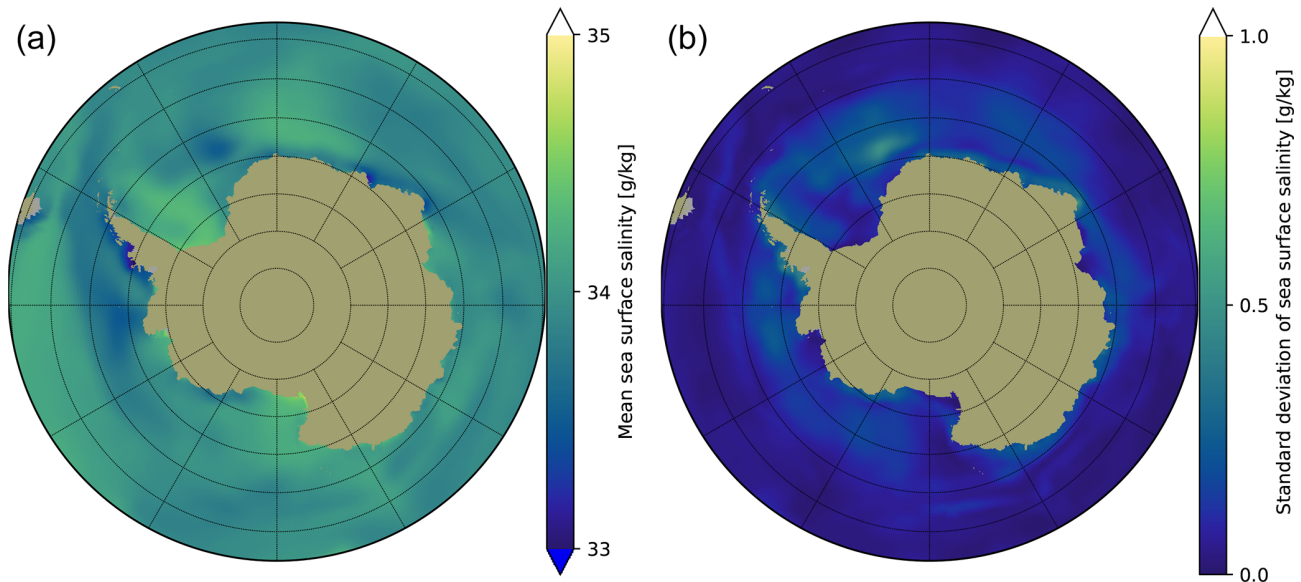 (a)
35
34
33
Mean sea surface salinity [g/kg]
(b)
1.0
0.5
0.0
Standard deviation of sea surface salinity [g/kg]